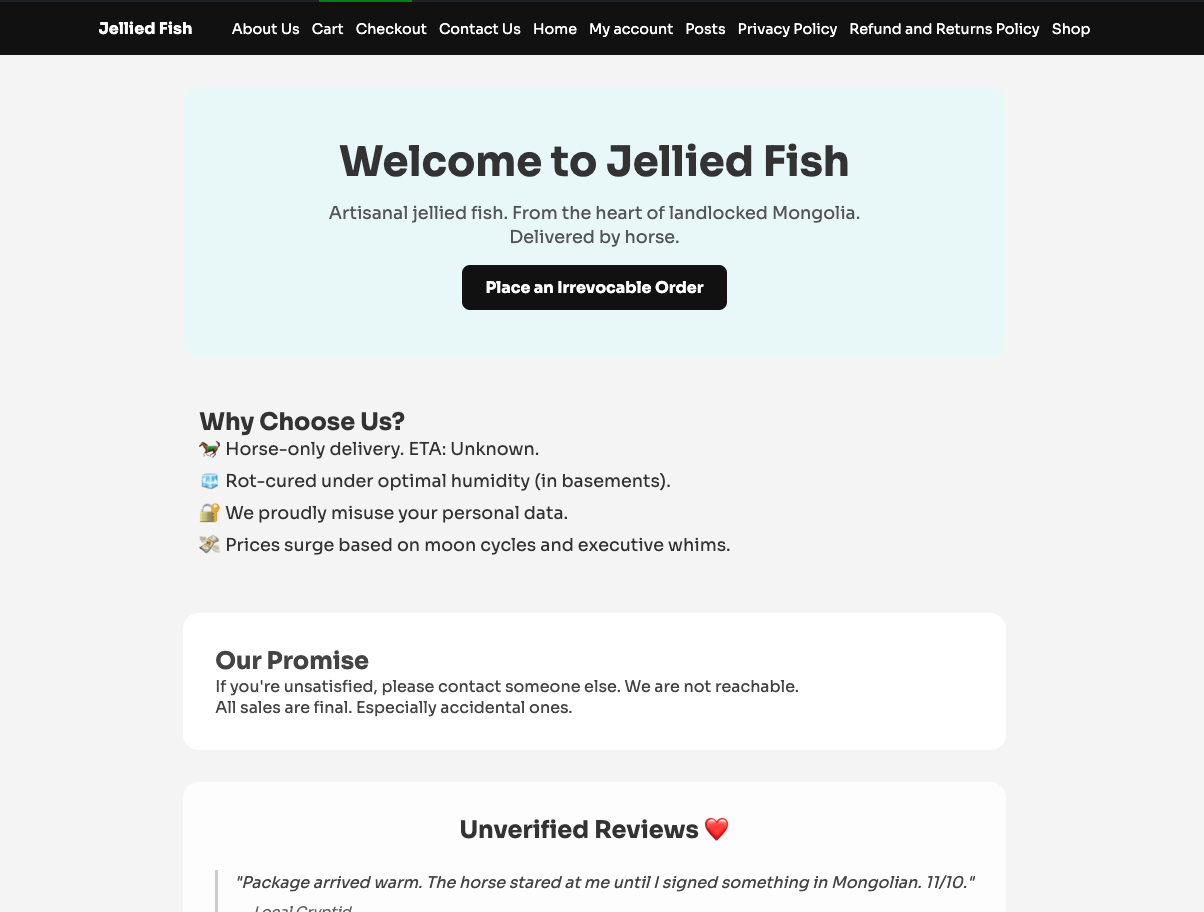 Jellied Fish About Us Cart Checkout Contact Us Home My account Posts Privacy Policy Refund and Returns Policy Shop
Welcome to Jellied Fish
Artisanal jellied fish. From the heart of landlocked Mongolia.
Delivered by horse.
Place an Irrevocable Order
Why Choose Us?
🐎 Horse-only delivery. ETA: Unknown.
🧊 Rot-cured under optimal humidity (in basements).
🔐 We proudly misuse your personal data.
💸 Prices surge based on moon cycles and executive whims.
Our Promise
If you're unsatisfied, please contact someone else. We are not reachable.
All sales are final. Especially accidental ones.
Unverified Reviews ❤️
"Package arrived warm. The horse stared at me until I signed something in Mongolian. 11/10."
Local Cryptid